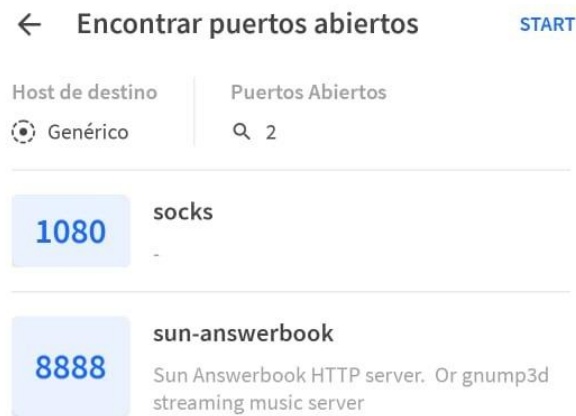 Encontrar puertos abiertos START
Host de destino Puertos Abiertos
Genérico 2
1080 socks
-
8888 sun-answerbook
Sun Answerbook HTTP server. Or gnump3d
streaming music server